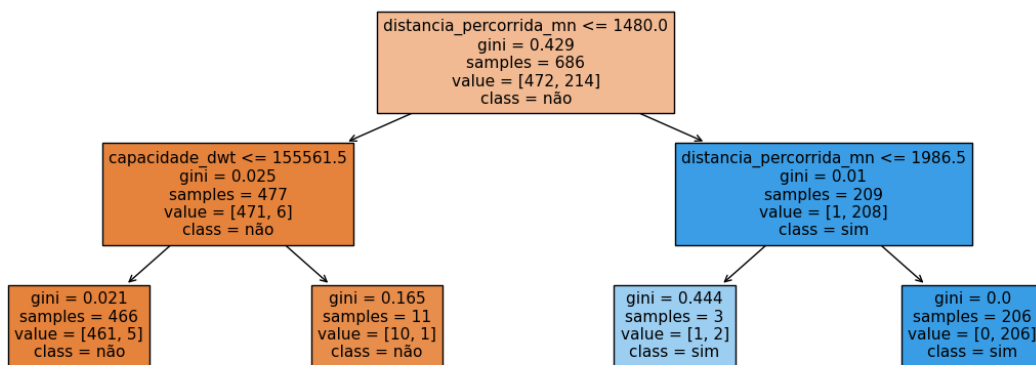 distancia_percorrida_mn <= 1480.0
gini = 0.429
samples = 686
value = [472, 214]
class = não
capacidade_dwt <= 155561.5
gini = 0.025
samples = 477
value = [471, 6]
class = não
distancia_percorrida_mn <= 1986.5
gini = 0.01
samples = 209
value = [1, 208]
class = sim
gini = 0.021
samples = 466
value = [461, 5]
class = não
gini = 0.165
samples = 11
value = [10, 1]
class = não
gini = 0.444
samples = 3
value = [1, 2]
class = sim
gini = 0.0
samples = 206
value = [0, 206]
class = sim